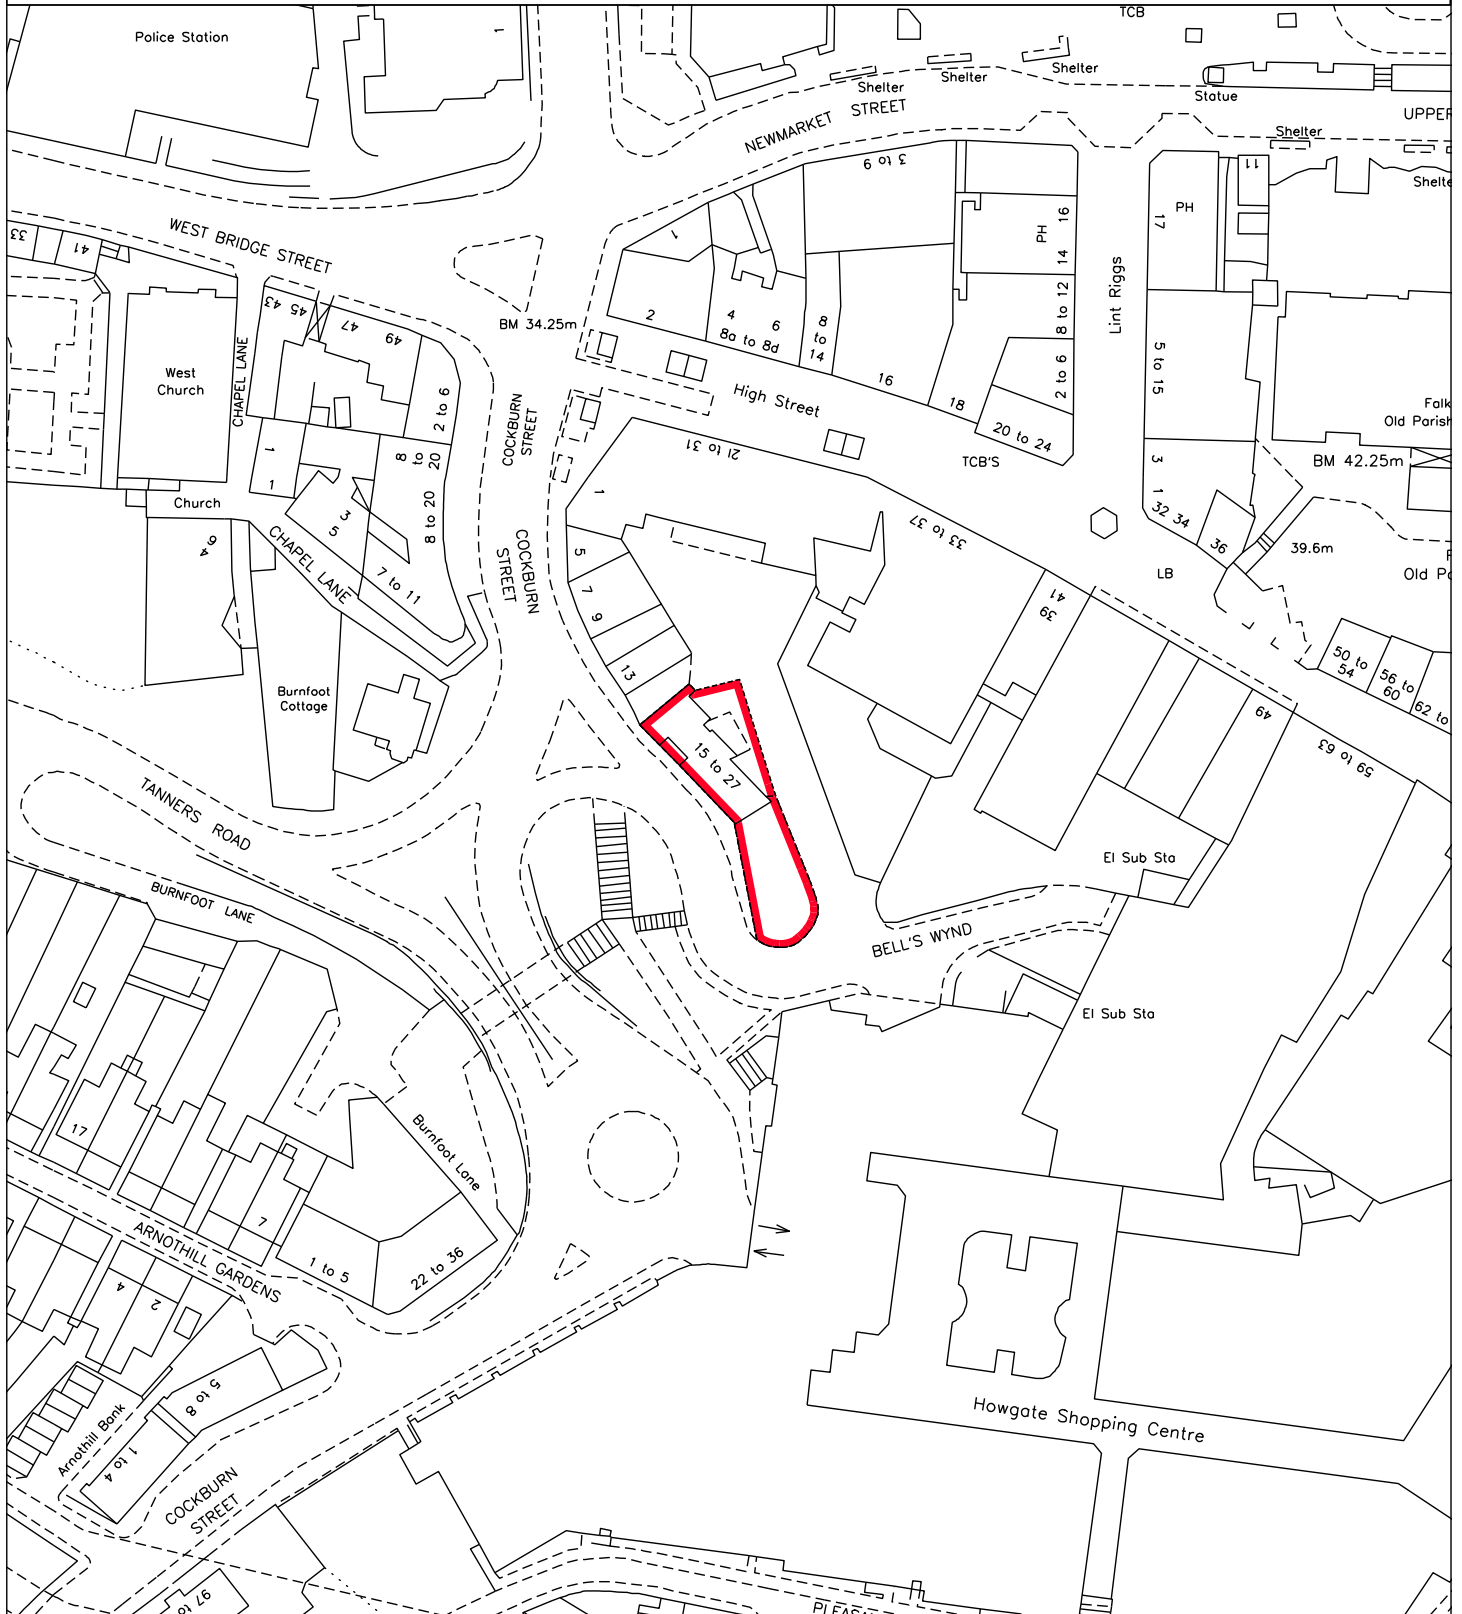 TCB
Police Station
1
Shelter
Shelter
Shelter
Statue
NEWMARKET STREET
UPPER
Shelter
3 to 9
11
Shelte
PH
17
16
PH
14
33
41
WEST BRIDGE STREET
1
43
45
47
49
BM 34.25m
2
4
6
8a to 8d
8
to
14
8 to 12
Lint Riggs
5 to 15
West
Church
CHAPEL LANE
2 to 6
COCKBURN
STREET
High Street
16
18
2 to 6
20 to 24
Falk
Old Parish
21 to 31
TCB'S
BM 42.25m
1
1
8
to
20
3
1
Church
3
5
8 to 20
1
32 34
33 to 37
36
39.6m
64
CHAPEL LANE
7 to 11
COCKBURN
STREET
5
7
9
13
LB
Old Pa
41
39
50 to
54
56 to
60
62 to
Burnfoot
Cottage
49
59 to 63
15 to 27
TANNERS ROAD
El Sub Sta
BURNFOOT LANE
BELL'S WYND
El Sub Sta
17
Burnfoot Lane
7
ARNOTHILL GARDENS
1 to 5
22 to 36
4
2
5 to 8
Arnothill Bank
1 to 4
Howgate Shopping Centre
COCKBURN
STREET
97 to